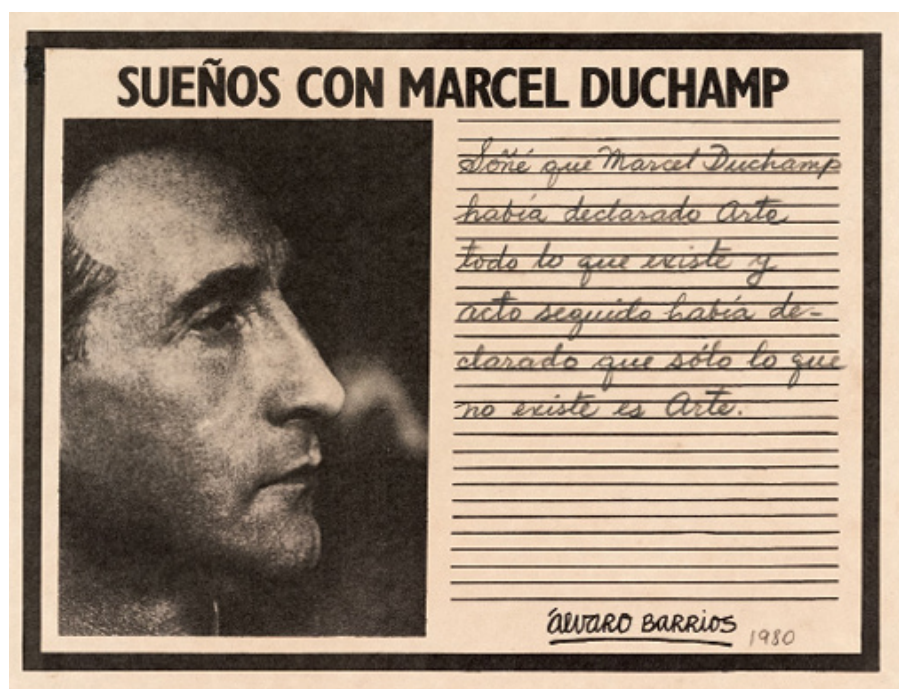 SUEÑOS CON MARCEL DUCHAMP
Soñé que Marcel Duchamp
había declarado Arte
todo lo que existe y
acto seguido había de-
clarado que sólo lo que
no existe es Arte.
álvaro Barrios 1980